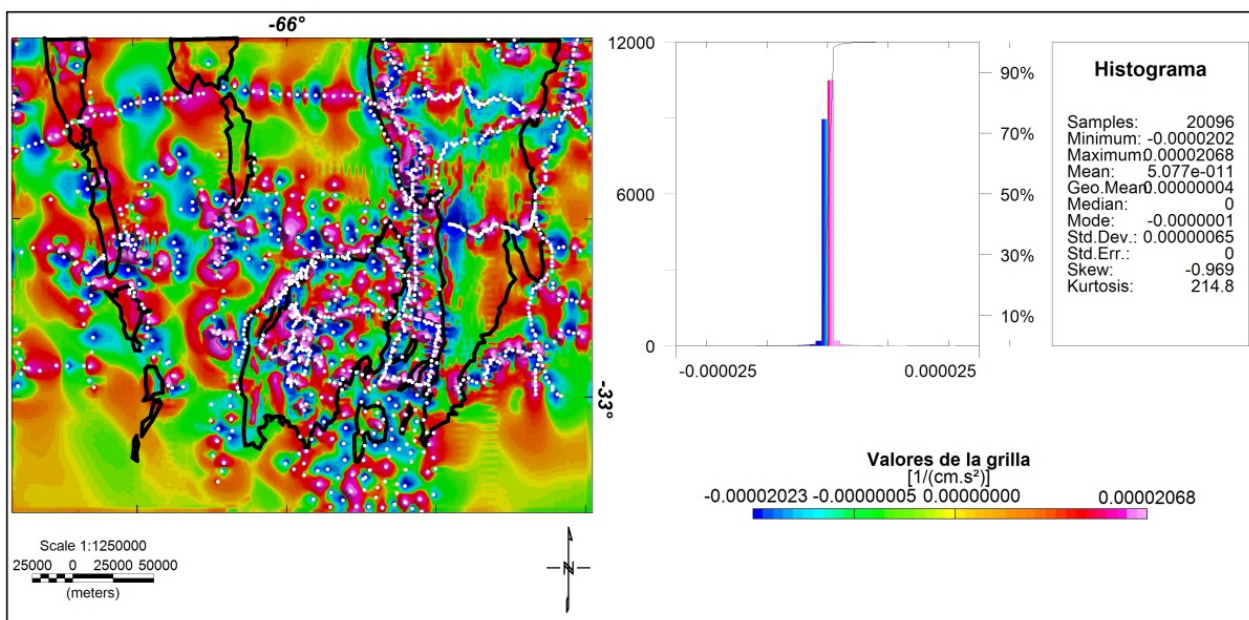 -66°
-33°
Scale 1:1250000
25000 0 25000 50000
(meters)
N
12000
6000
0
90%
70%
50%
30%
10%
-0.000025 0.000025
Histograma
Samples: 20096
Minimum: -0.0000202
Maximum: 0.00002068
Mean: 5.077e-011
Geo.Mean: 0.00000004
Median: 0
Mode: -0.0000001
Std.Dev.: 0.00000065
Std.Err.: 0
Skew: -0.969
Kurtosis: 214.8
Valores de la grilla
[1/(cm.s²)]
-0.00002023 -0.00000005 0.00000000 0.00002068